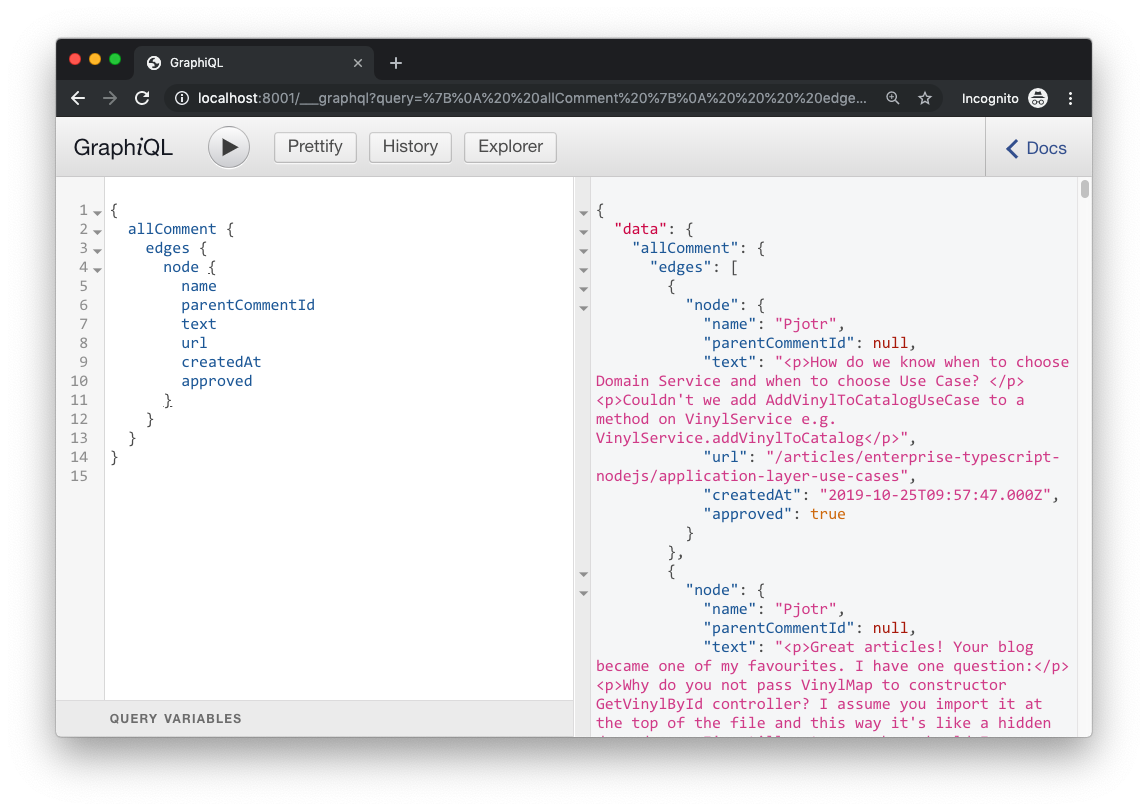 GraphiQL
localhost:8001/___graphql?query=%7B%0A%20%20allComment%20%7B%0A%20%20%20%20edge...
Incognito
GraphiQL
Prettify
History
Explorer
Docs
1 {
2 allComment {
3 edges {
4 node {
5 name
6 parentCommentId
7 text
8 url
9 createdAt
10 approved
11 }
12 }
13 }
14 }
15
QUERY VARIABLES
{
"data": {
"allComment": {
"edges": [
{
"node": {
"name": "Pjotr",
"parentCommentId": null,
"text": "<p>How do we know when to choose
Domain Service and when to choose Use Case? </p>
<p>Couldn't we add AddVinylToCatalogUseCase to a
method on VinylService e.g.
VinylService.addVinylToCatalog</p>",
"url": "/articles/enterprise-typescript-
nodejs/application-layer-use-cases",
"createdAt": "2019-10-25T09:57:47.000Z",
"approved": true
}
},
{
"node": {
"name": "Pjotr",
"parentCommentId": null,
"text": "<p>Great articles! Your blog
became one of my favourites. I have one question:</p>
<p>Why do you not pass VinylMap to constructor
GetVinylById controller? I assume you import it at
the top of the file and this way it's like a hidden